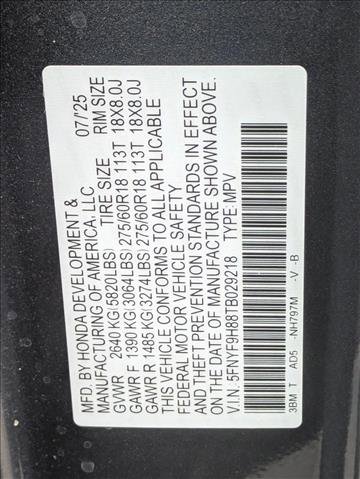 MFD. BY HONDA DEVELOPMENT & 07/'25
MANUFACTURING OF AMERICA, LLC
TIRE SIZE RIM SIZE
GVWR 2640 KG (5820LBS)
GAWR F 1390 KG (3064LBS) 275/60R18 113T 18X8.0J
GAWR R 1485 KG (3274LBS) 275/60R18 113T 18X8.0J
THIS VEHICLE CONFORMS TO ALL APPLICABLE
FEDERAL MOTOR VEHICLE SAFETY
AND THEFT PREVENTION STANDARDS IN EFFECT
ON THE DATE OF MANUFACTURE SHOWN ABOVE.
V.I.N. 5FNYF9H88TB029218 TYPE:MPV
3BM T AD5 -NH797M -V -B